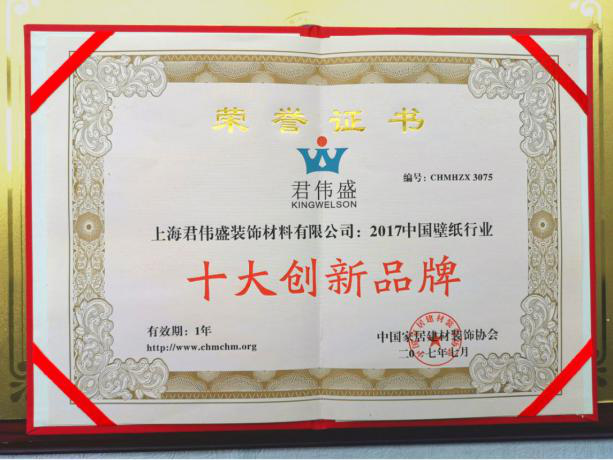 荣誉证书
君伟盛
KINGWELSON
编号：CHMHZX 3075
上海君伟盛装饰材料有限公司：2017中国壁纸行业
十大创新品牌
有效期：1年
http://www.chmchm.org
中国家居建材装饰协会
二〇一七年七月